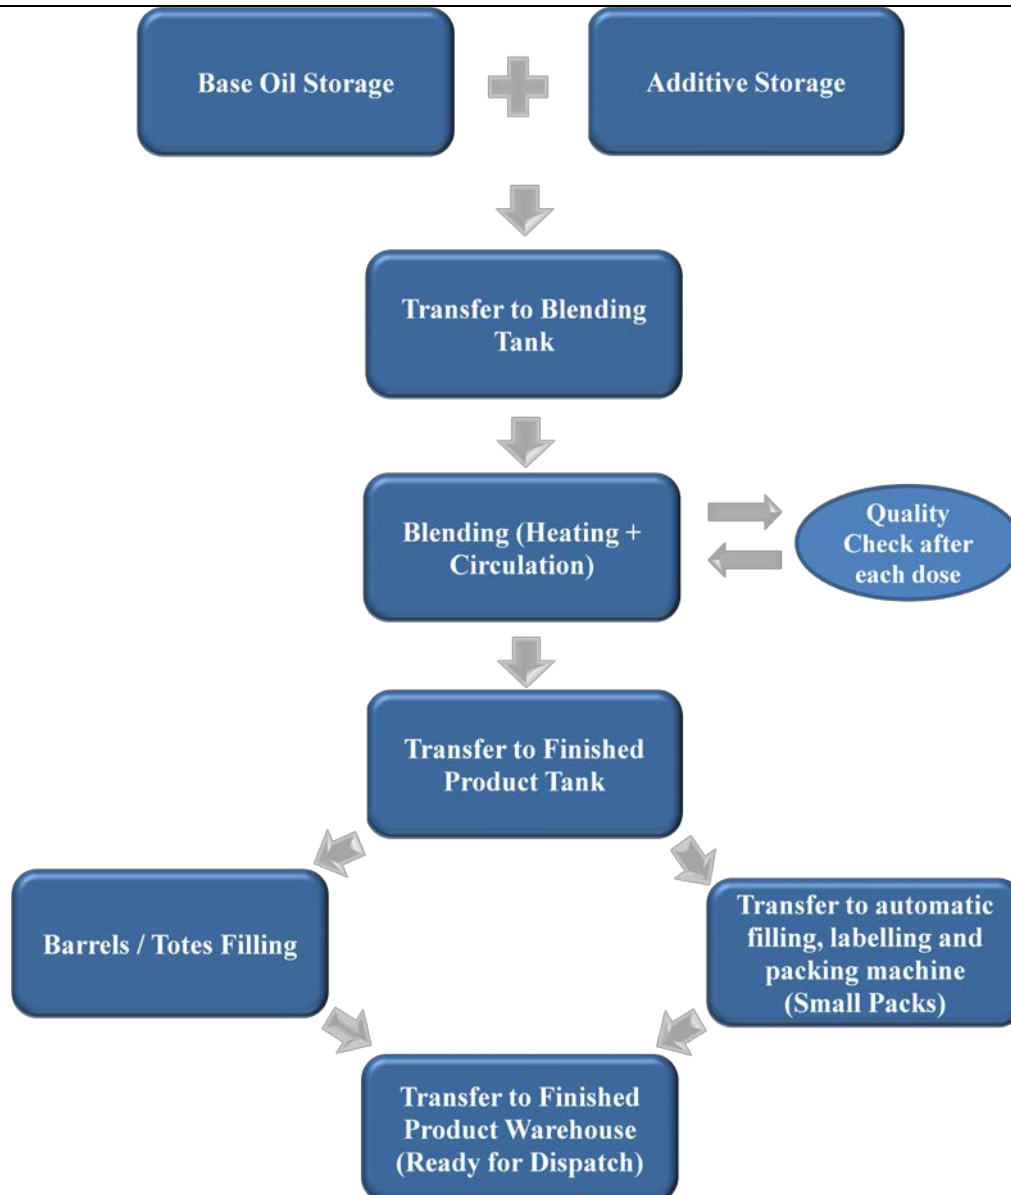 Base Oil Storage
Additive Storage
Transfer to Blending
Tank
Blending (Heating +
Circulation)
Quality
Check after
each dose
Transfer to Finished
Product Tank
Barrels / Totes Filling
Transfer to automatic
filling, labelling and
packing machine
(Small Packs)
Transfer to Finished
Product Warehouse
(Ready for Dispatch)